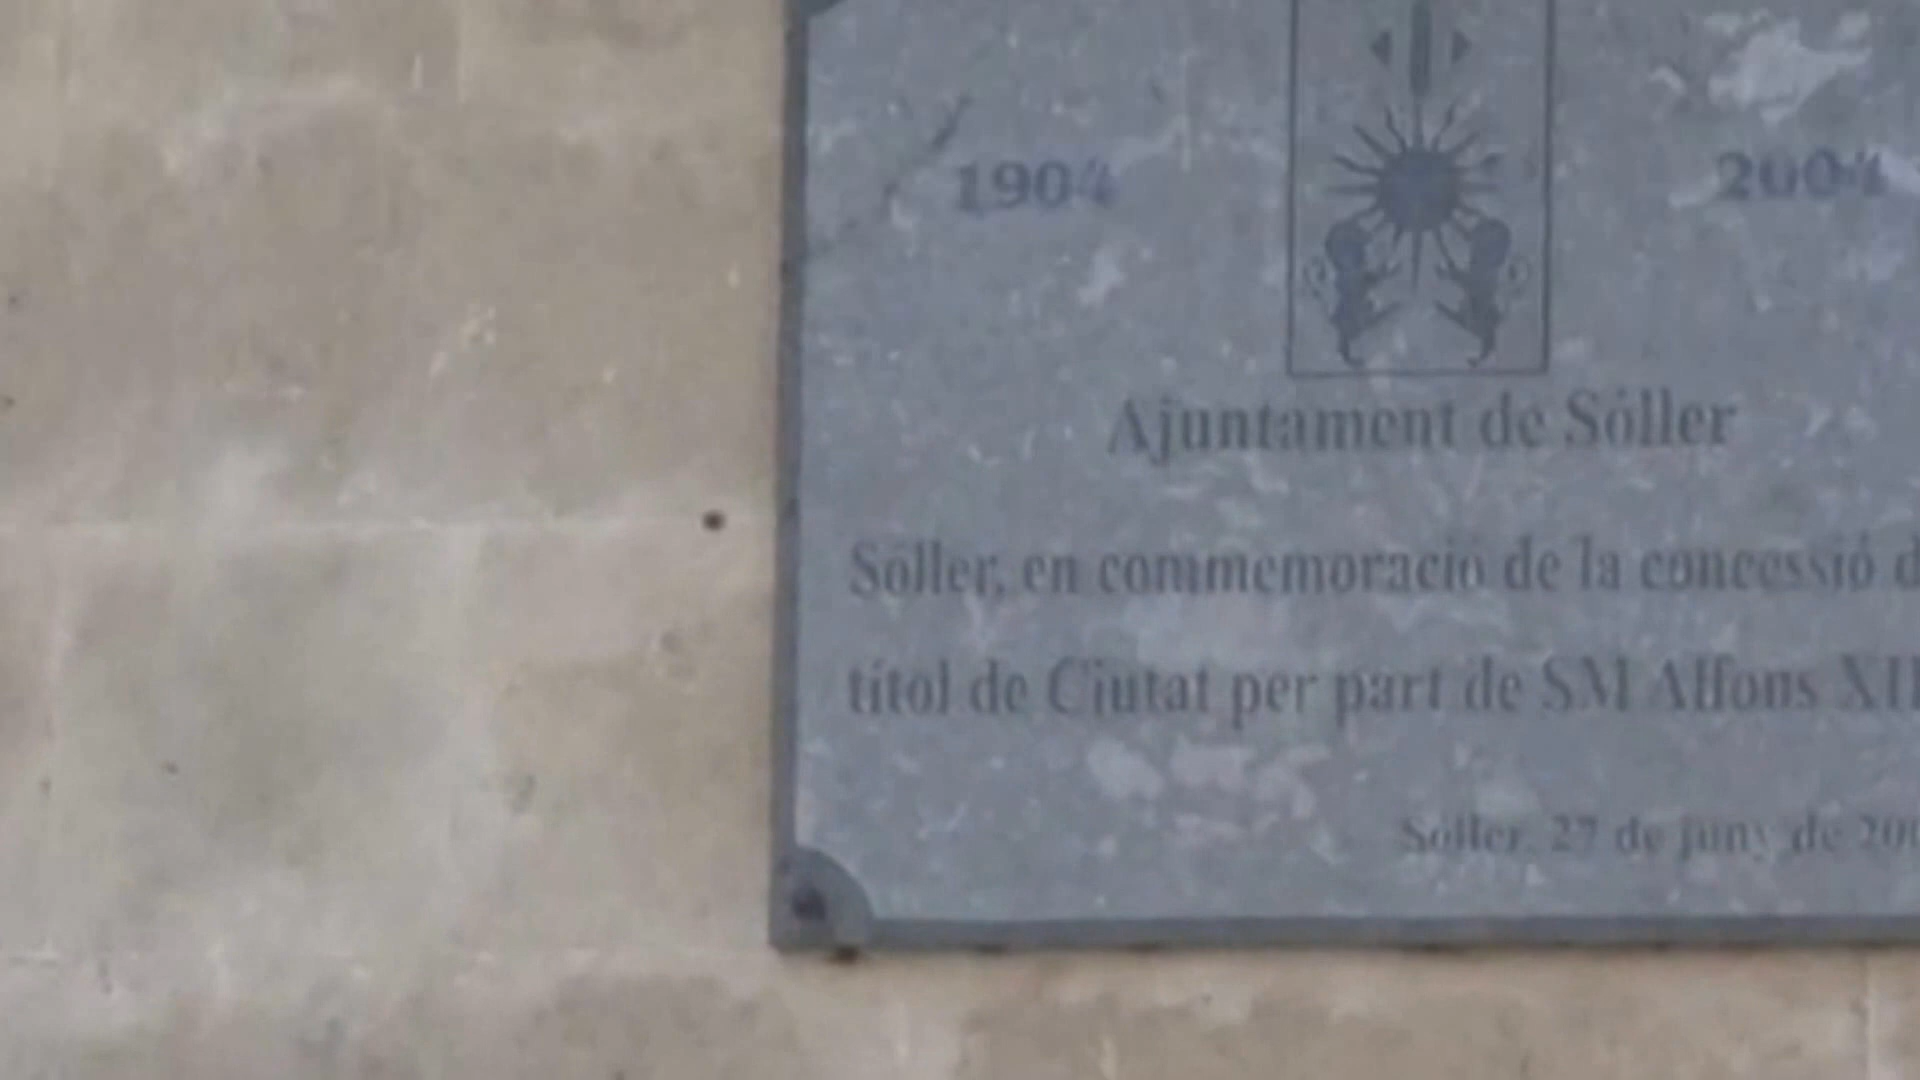 1904 2004
Ajuntament de Sóller
Sóller, en commemoració de la concessió
títol de Ciutat per part de SM Alfons
Sóller, 27 de juny de